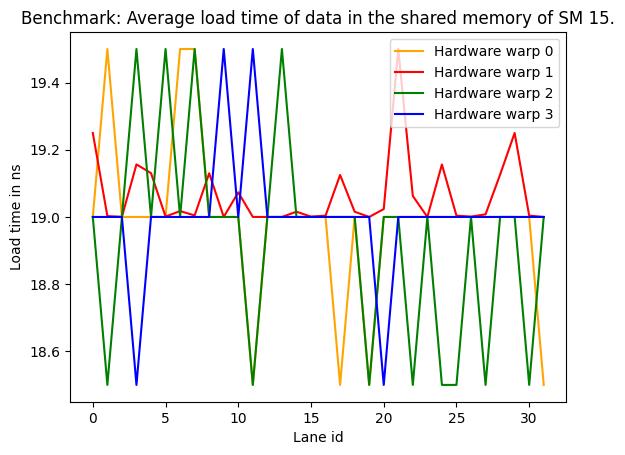 Benchmark: Average load time of data in the shared memory of SM 15.
Hardware warp 0
Hardware warp 1
Hardware warp 2
Hardware warp 3
Load time in ns
19.4
19.2
19.0
18.8
18.6
0 5 10 15 20 25 30
Lane id